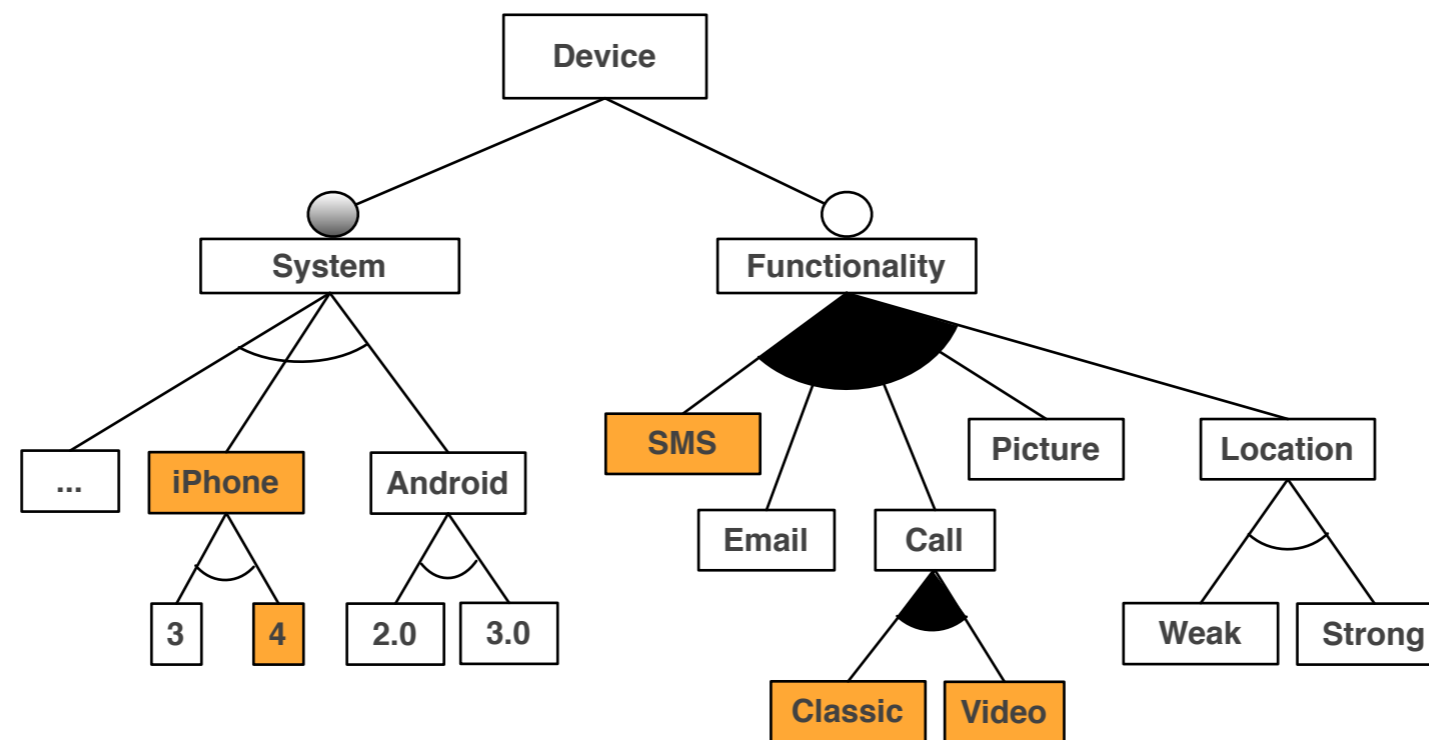 Device
System
Functionality
SMS
Picture
Location
...
iPhone
Android
Email
Call
3
4
2.0
3.0
Weak
Strong
Classic
Video